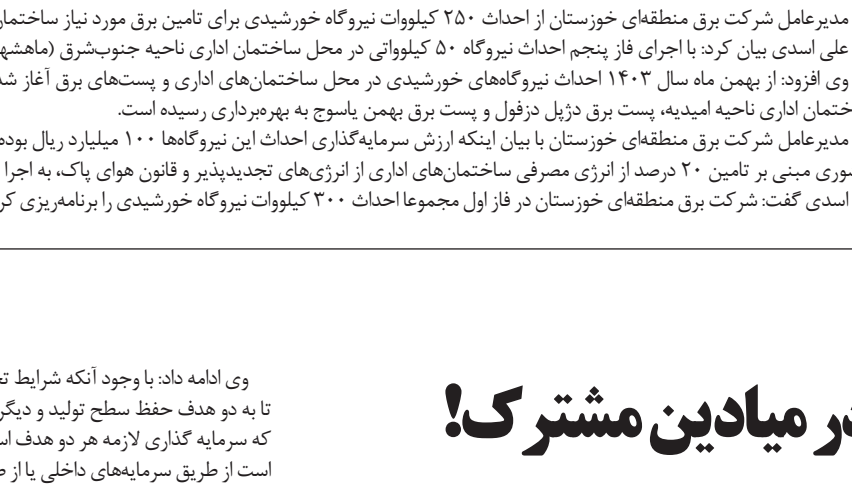 مدیرعامل شرکت برق منطقه‌ای خوزستان از احداث ۲۵۰ کیلووات نیروگاه خورشیدی برای تامین برق مورد نیاز ساختمان
علی اسدی بیان کرد: با اجرای فاز پنجم احداث نیروگاه ۵۰ کیلوواتی در محل ساختمان اداری ناحیه جنوب‌شرق (ماهشهر
وی افزود: از بهمن ماه سال ۱۴۰۳ احداث نیروگاه‌های خورشیدی در محل ساختمان‌های اداری و پست‌های برق آغاز شد
ختمان اداری ناحیه امیدیه، پست برق دژپل دزفول و پست برق بهمن یاسوج به بهره‌برداری رسیده است.
مدیرعامل شرکت برق منطقه‌ای خوزستان با بیان اینکه ارزش سرمایه‌گذاری احداث این نیروگاه‌ها ۱۰۰ میلیارد ریال بوده
سوری مبنی بر تامین ۲۰ درصد از انرژی مصرفی ساختمان‌های اداری از انرژی‌های تجدیدپذیر و قانون هوای پاک، به اجرا
اسدی گفت: شرکت برق منطقه‌ای خوزستان در فاز اول مجموعا احداث ۳۰۰ کیلووات نیروگاه خورشیدی را برنامه‌ریزی کر
در میادین مشترک!
وی ادامه داد: با وجود آنکه شرایط
تا به دو هدف حفظ سطح تولید و دیگر
که سرمایه گذاری لازمه هر دو هدف
است از طریق سرمایه‌های داخلی یا از